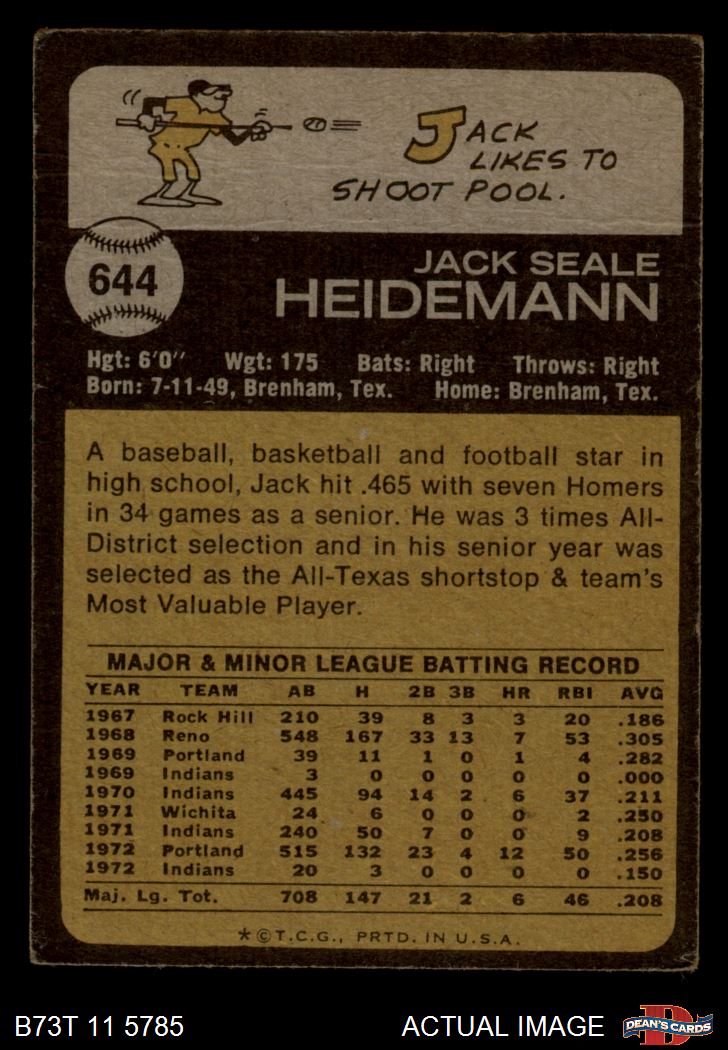 JACK
LIKES TO
SHOOT POOL.
644
JACK SEALE
HEIDEMANN
Hgt: 6'0" Wgt: 175 Bats: Right Throws: Right
Born: 7-11-49, Brenham, Tex. Home: Brenham, Tex.
A baseball, basketball and football star in
high school, Jack hit .465 with seven Homers
in 34 games as a senior. He was 3 times All-
District selection and in his senior year was
selected as the All-Texas shortstop & team's
Most Valuable Player.
MAJOR & MINOR LEAGUE BATTING RECORD
YEAR TEAM AB H 2B 3B HR RBI AVG
1967 Rock Hill 210 39 8 3 3 20 .186
1968 Reno 548 167 33 13 7 53 .305
1969 Portland 39 11 1 0 1 4 .282
1969 Indians 3 0 0 0 0 0 .000
1970 Indians 445 94 14 2 6 37 .211
1971 Wichita 24 6 0 0 0 2 .250
1971 Indians 240 50 7 0 0 9 .208
1972 Portland 515 132 23 4 12 50 .256
1972 Indians 20 3 0 0 0 0 .150
Maj. Lg. Tot. 708 147 21 2 6 46 .208
*©T.C.G., PRTD. IN U.S.A.
B73T 11 5785 ACTUAL IMAGE
D
DEAN'S CARDS